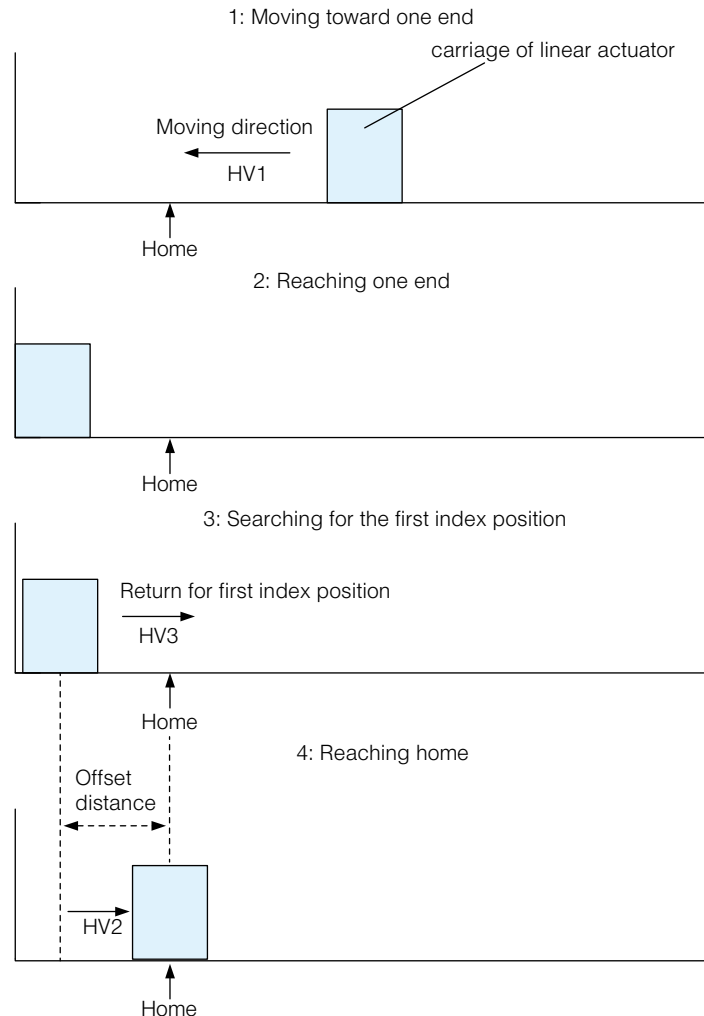 1: Moving toward one end
carriage of linear actuator
Moving direction
HV1
Home
2: Reaching one end
Home
3: Searching for the first index position
Return for first index position
HV3
Home
4: Reaching home
Offset
distance
HV2
Home